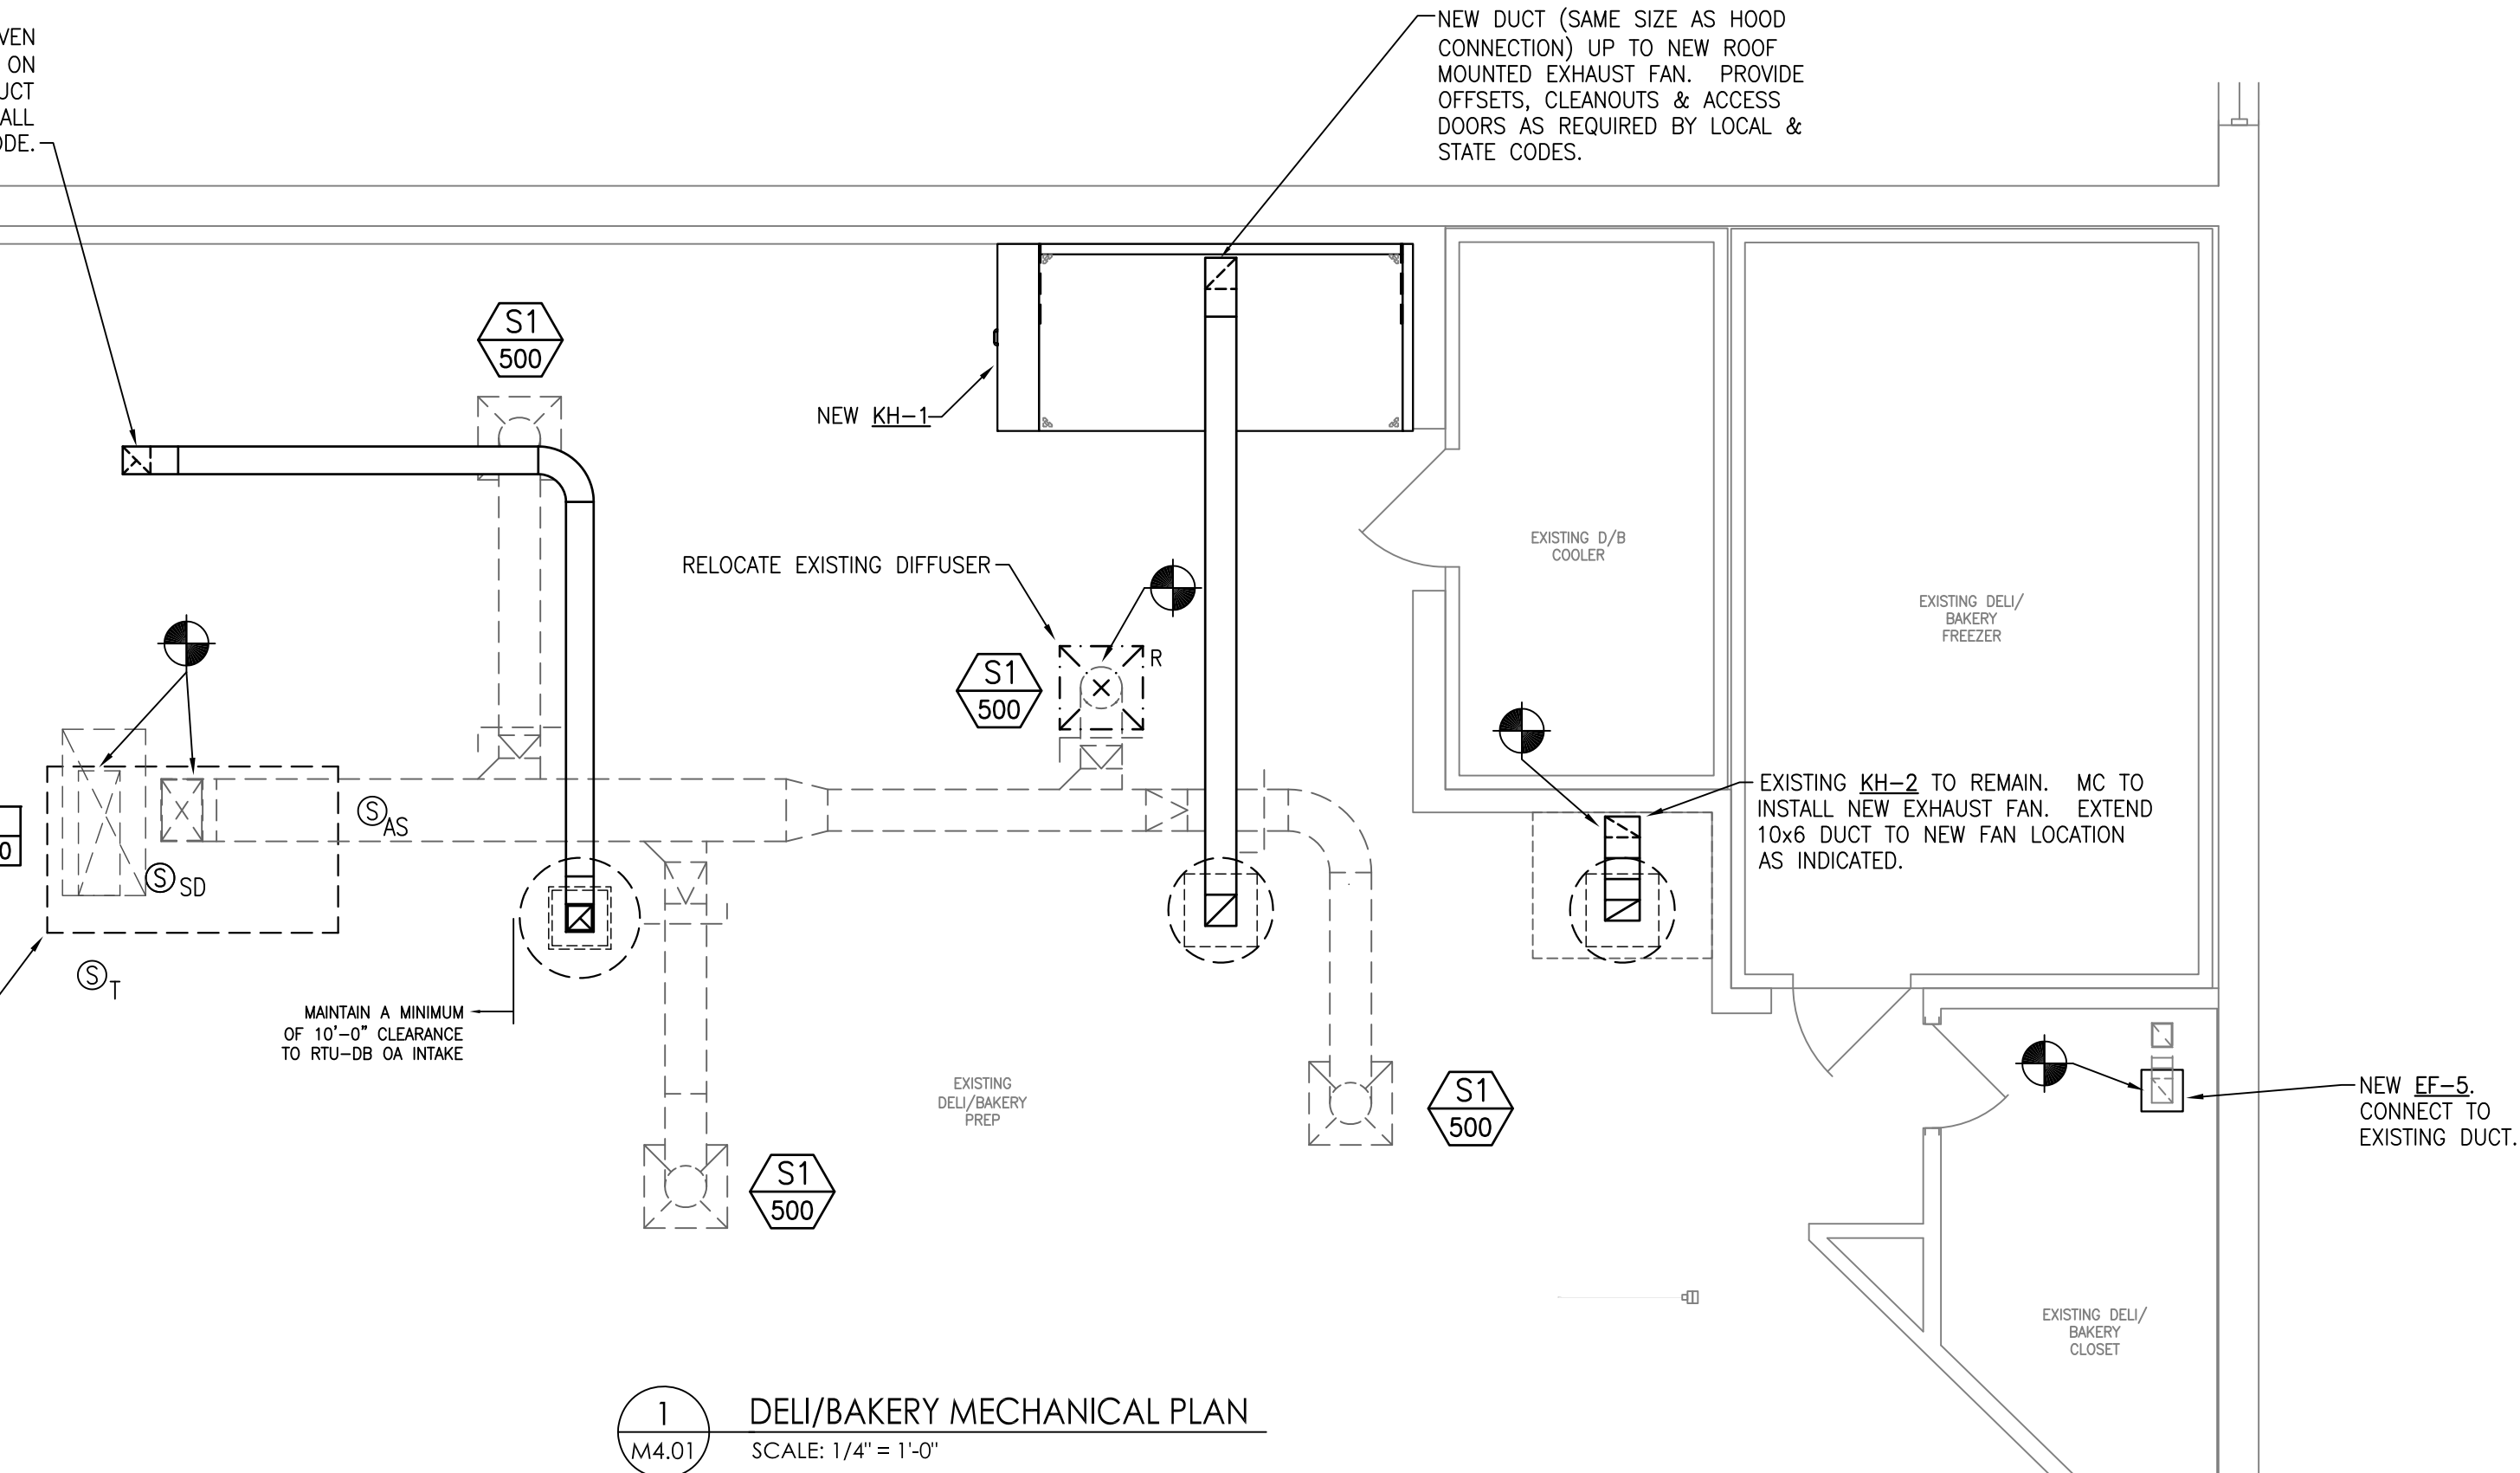 VEN
ON
UCT
ALL
ODE.
NEW DUCT (SAME SIZE AS HOOD
CONNECTION) UP TO NEW ROOF
MOUNTED EXHAUST FAN. PROVIDE
OFFSETS, CLEANOUTS & ACCESS
DOORS AS REQUIRED BY LOCAL &
STATE CODES.
S1
500
NEW KH-1
RELOCATE EXISTING DIFFUSER
R
S1
500
EXISTING D/B
COOLER
EXISTING DELI/
BAKERY
FREEZER
EXISTING KH-2 TO REMAIN. MC TO
INSTALL NEW EXHAUST FAN. EXTEND
10x6 DUCT TO NEW FAN LOCATION
AS INDICATED.
S AS
0
S SD
S T
MAINTAIN A MINIMUM
OF 10'-0" CLEARANCE
TO RTU-DB OA INTAKE
EXISTING
DELI/BAKERY
PREP
S1
500
S1
500
NEW EF-5.
CONNECT TO
EXISTING DUCT.
EXISTING DELI/
BAKERY
CLOSET
1
M4.01
DELI/BAKERY MECHANICAL PLAN
SCALE: 1/4" = 1'-0"